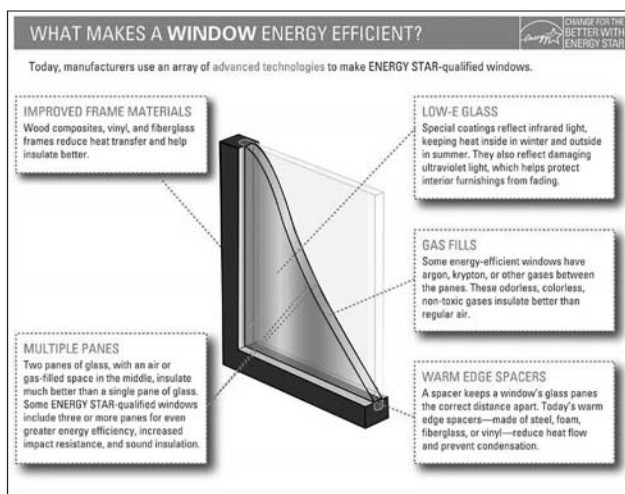 WHAT MAKES A WINDOW ENERGY EFFICIENT?
energy
CHANGE FOR THE
BETTER WITH
ENERGY STAR
Today, manufacturers use an array of advanced technologies to make ENERGY STAR-qualified windows.
IMPROVED FRAME MATERIALS
Wood composites, vinyl, and fiberglass
frames reduce heat transfer and help
insulate better.
LOW-E GLASS
Special coatings reflect infrared light,
keeping heat inside in winter and outside
in summer. They also reflect damaging
ultraviolet light, which helps protect
interior furnishings from fading.
GAS FILLS
Some energy-efficient windows have
argon, krypton, or other gases between
the panes. These odorless, colorless,
non-toxic gases insulate better than
regular air.
MULTIPLE PANES
Two panes of glass, with an air or
gas-filled space in the middle, insulate
much better than a single pane of glass.
Some ENERGY STAR-qualified windows
include three or more panes for even
greater energy efficiency, increased
impact resistance, and sound insulation.
WARM EDGE SPACERS
A spacer keeps a window's glass panes
the correct distance apart. Today's warm
edge spacers—made of steel, foam,
fiberglass, or vinyl—reduce heat flow
and prevent condensation.